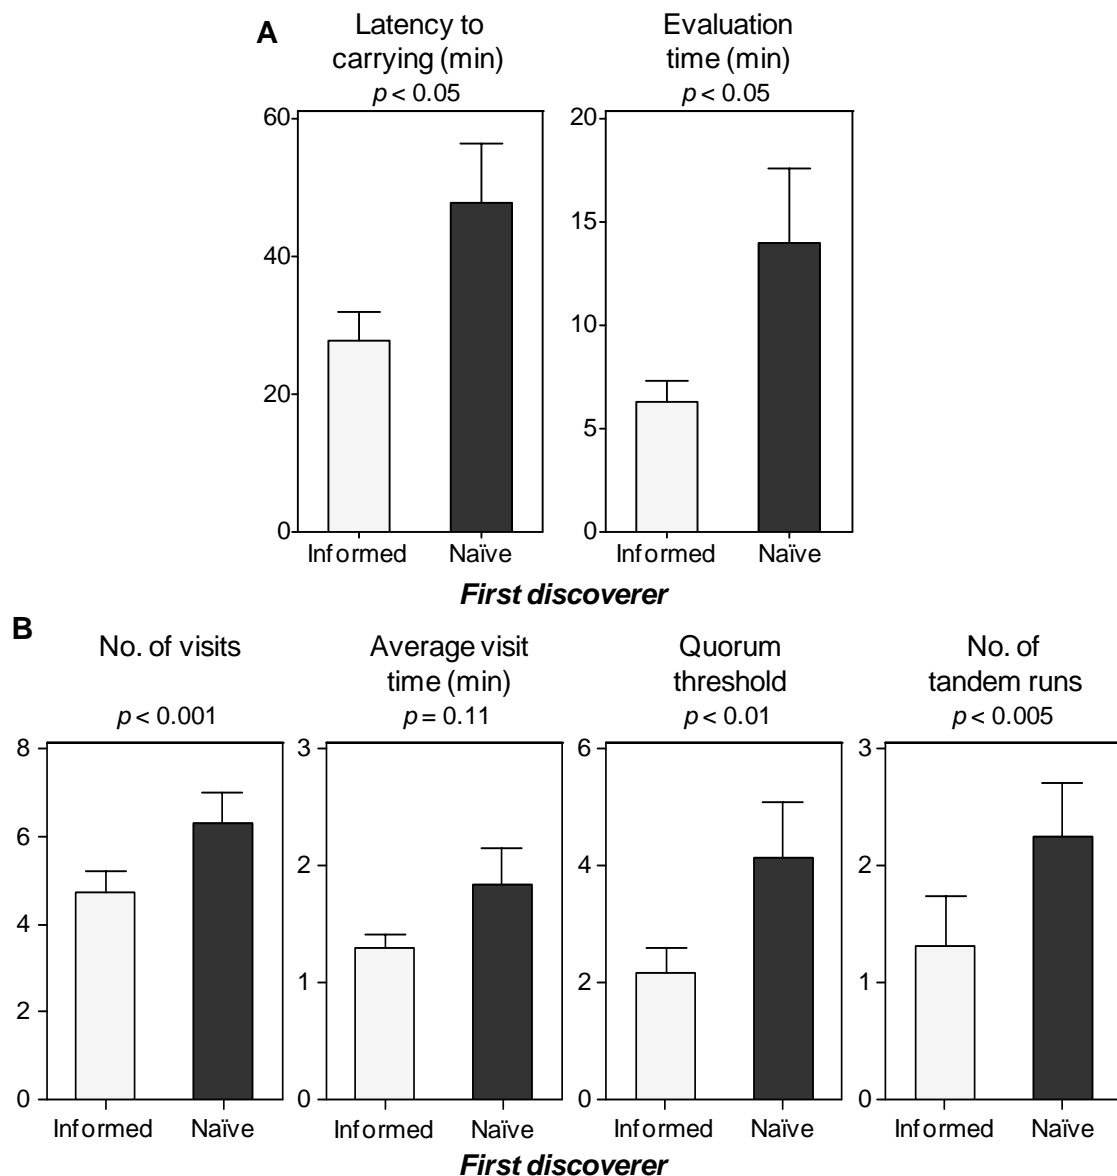 A
Latency to
carrying (min)
p < 0.05
60
40
20
0
Informed
Naïve
Evaluation
time (min)
p < 0.05
20
15
10
5
0
Informed
Naïve
First discoverer
B
No. of visits
p < 0.001
8
6
4
2
0
Informed
Naïve
Average visit
time (min)
p = 0.11
3
2
1
0
Informed
Naïve
Quorum
threshold
p < 0.01
6
4
2
0
Informed
Naïve
No. of
tandem runs
p < 0.005
3
2
1
0
Informed
Naïve
First discoverer